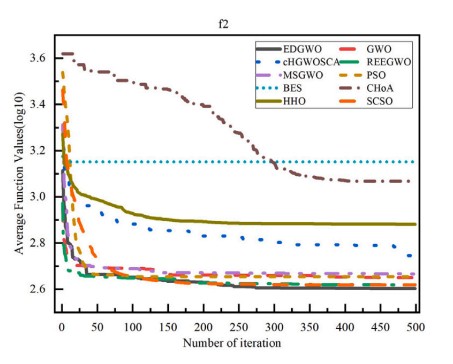 f2
EDGWO GWO
cHGWOSCA REEGWO
MSGWO PSO
BES CHoA
HHO SCSO
3.6
3.4
3.2
3.0
2.8
2.6
Average Function Values(log10)
0 50 100 150 200 250 300 350 400 450 500
Number of iteration